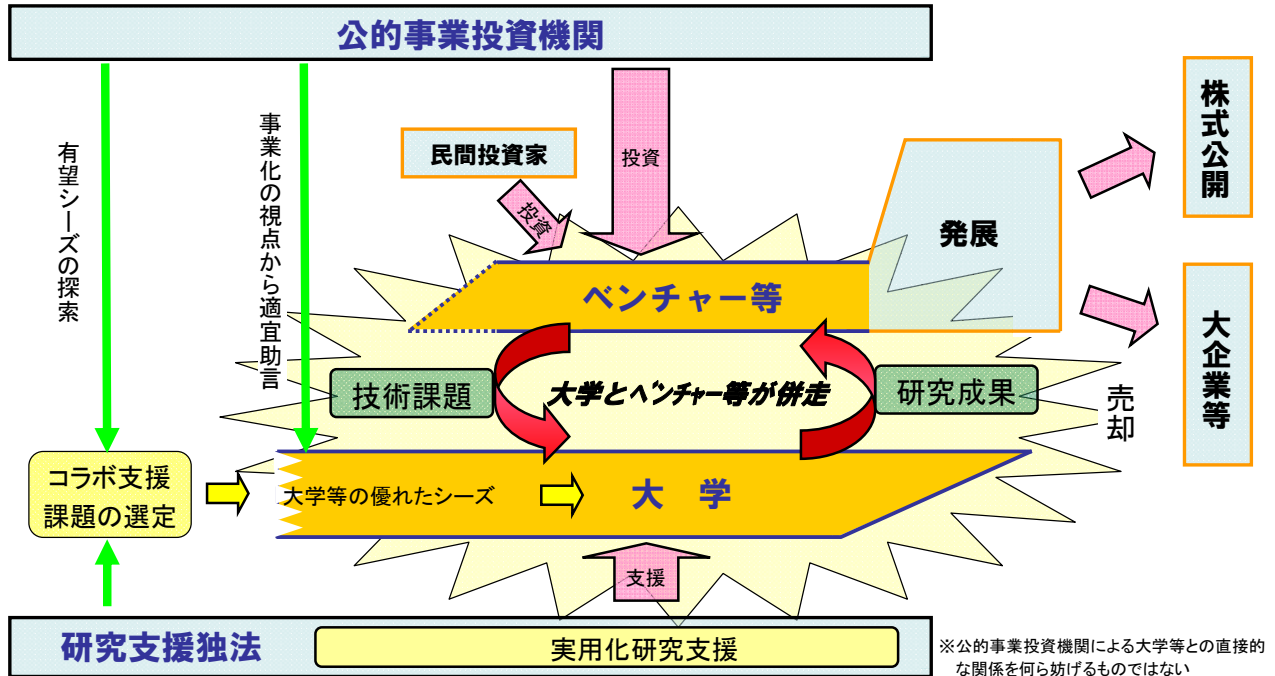 公的事業投資機関
有望シーズの探索
事業化の視点から適宜助言
民間投資家
投資
投資
株式公開
発展
ベンチャー等
大企業等
技術課題
大学とベンチャー等が併走
研究成果
売却
コラボ支援
課題の選定
大学等の優れたシーズ
大 学
支援
研究支援独法
実用化研究支援
※公的事業投資機関による大学等との直接的
な関係を何ら妨げるものではない